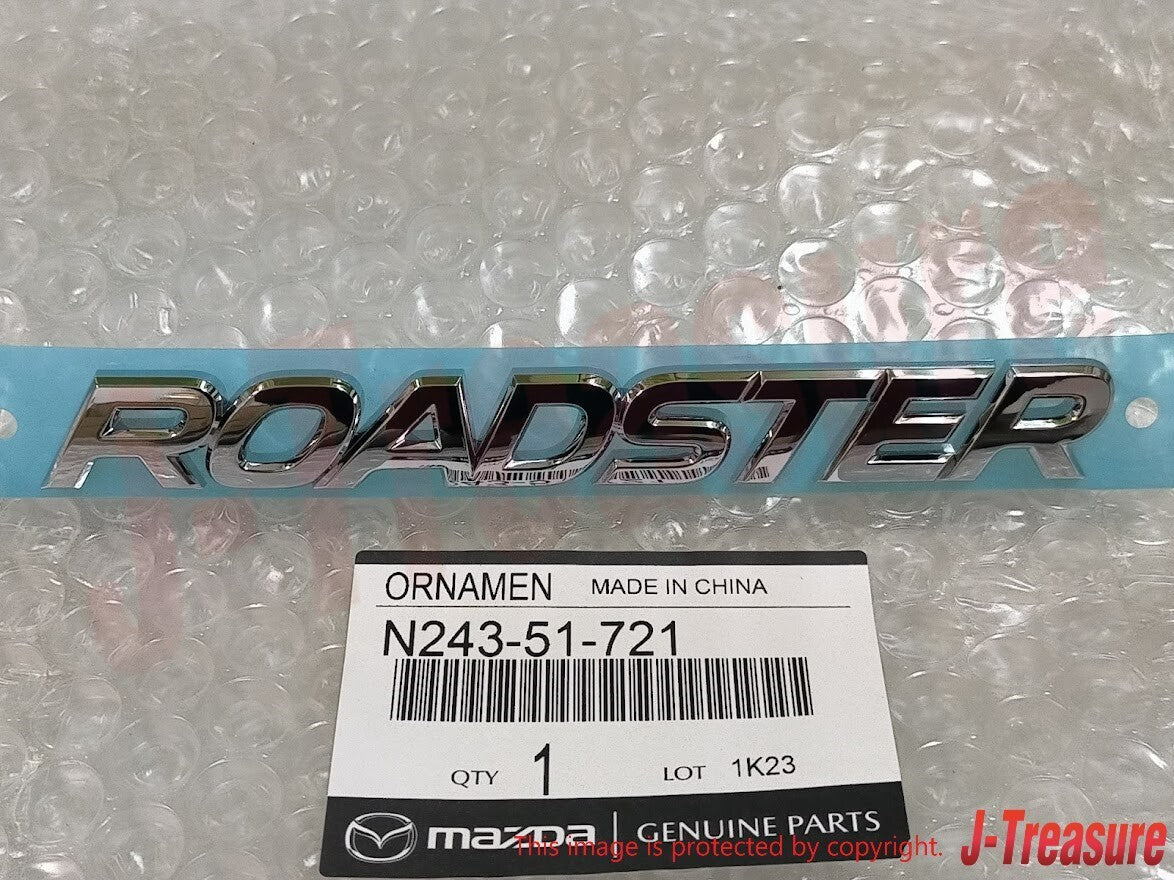 ROADSTER
ORNAMEN MADE IN CHINA
N243-51-721
QTY 1 LOT 1K23
mazda | GENUINE PARTS
This image is protected by copyright.
J-Treasure